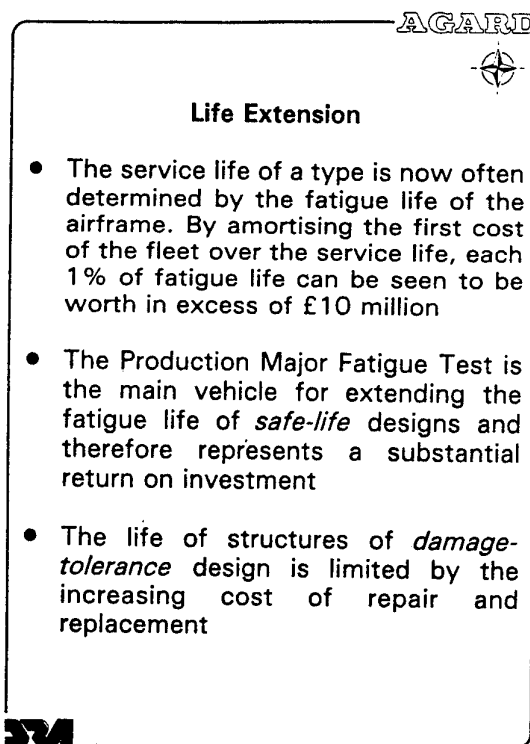 AGARD
Life Extension
• The service life of a type is now often
determined by the fatigue life of the
airframe. By amortising the first cost
of the fleet over the service life, each
1% of fatigue life can be seen to be
worth in excess of £10 million
• The Production Major Fatigue Test is
the main vehicle for extending the
fatigue life of safe-life designs and
therefore represents a substantial
return on investment
• The life of structures of damage-
tolerance design is limited by the
increasing cost of repair and
replacement